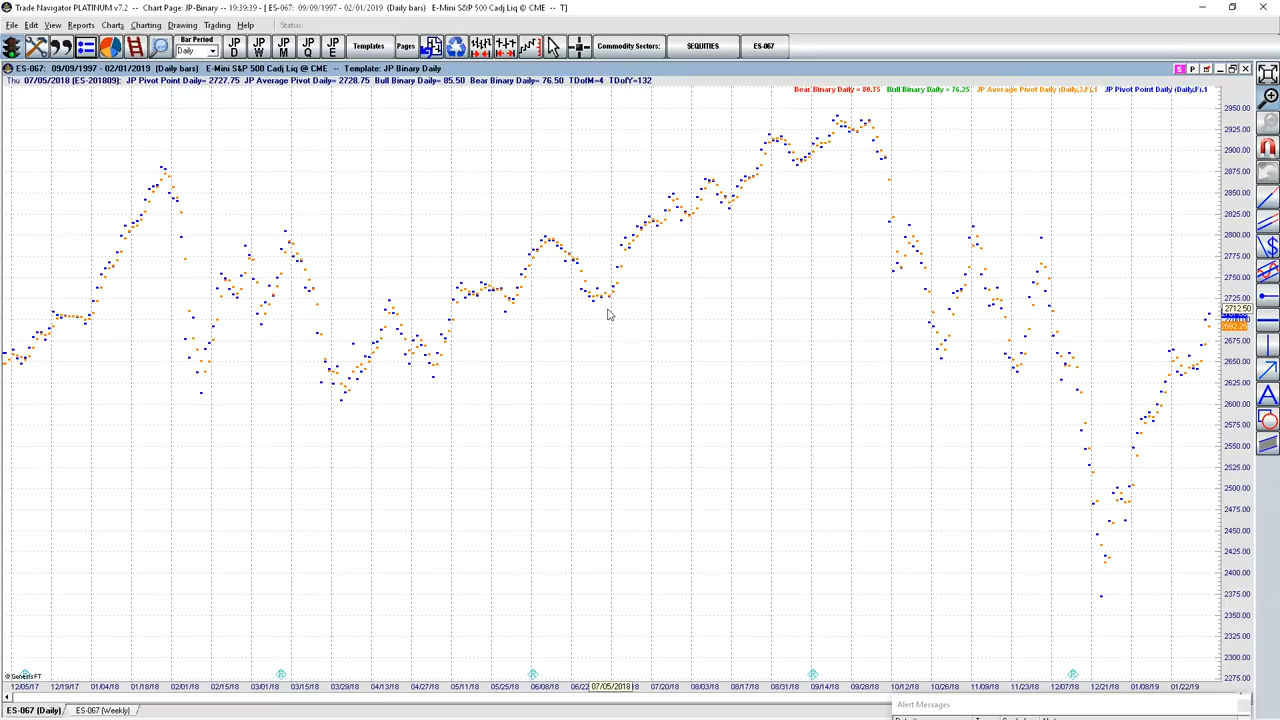 Trade Navigator PLATINUM v7.2 -- Chart Page: JP-Binary -- 19:39:39 - [ ES-067: 09/09/1997 - 02/01/2019 (Daily bars) E-Mini S&P 500 Cadj Liq @ CME -- T]
File Edit View Reports Charts Charting Drawing Trading Help Status:
Bar Period
Daily
JP D JP W JP M JP Q JP E Templates Pages Commodity Sectors: SEQUITIES ES-067
ES-067: 09/09/1997 - 02/01/2019 (Daily bars) E-Mini S&P 500 Cadj Liq @ CME -- Template: JP Binary Daily
S P
Thu 07/05/2018 (ES-201809): JP Pivot Point Daily= 2727.75 JP Average Pivot Daily= 2728.75 Bull Binary Daily= 85.50 Bear Binary Daily= 76.50 TDofM=4 TDofY=132
Bear Binary Daily = 80.75 Bull Binary Daily = 76.25 JP Average Pivot Daily (Daily,3,F).1 JP Pivot Point Daily (Daily,F).1
2950.00
2925.00
2900.00
2875.00
2850.00
2825.00
2800.00
2775.00
2750.00
2725.00
2712.50
2675.00
2650.00
2625.00
2600.00
2575.00
2550.00
2525.00
2500.00
2475.00
2450.00
2425.00
2400.00
2375.00
2350.00
2325.00
2300.00
2275.00
R R R R
© GenesisFT
12/05/17 12/19/17 01/04/18 01/18/18 02/01/18 02/15/18 03/01/18 03/15/18 03/29/18 04/13/18 04/27/18 05/11/18 05/25/18 06/08/18 06/22 07/05/2018 07/20/18 08/03/18 08/17/18 08/31/18 09/14/18 09/28/18 10/12/18 10/26/18 11/09/18 11/23/18 12/07/18 12/21/18 01/08/19 01/22/19
ES-067 (Daily) ES-067 (Weekly)
Alert Messages